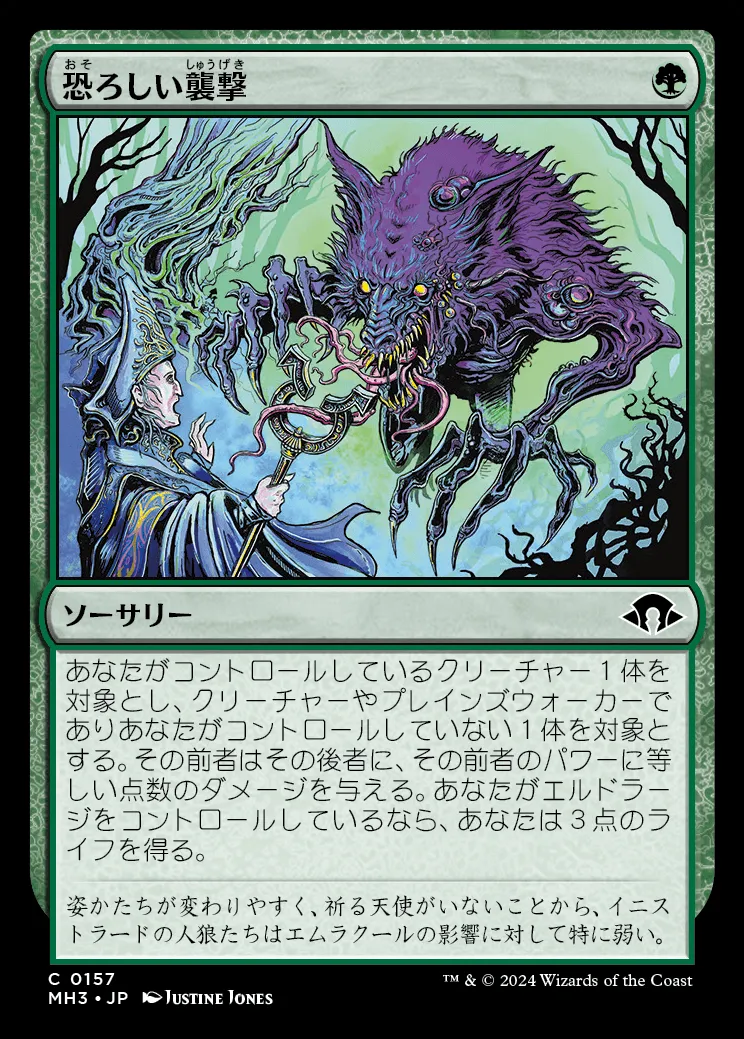 恐ろしい襲撃
ソーサリー
あなたがコントロールしているクリーチャー１体を
対象とし、クリーチャーやプレインズウォーカーで
ありあなたがコントロールしていない１体を対象と
する。その前者はその後者に、その前者のパワーに等
しい点数のダメージを与える。あなたがエルドラー
ジをコントロールしているなら、あなたは３点のラ
イフを得る。
姿かたちが変わりやすく、祈る天使がいないことから、イニス
トラードの人狼たちはエムラクールの影響に対して特に弱い。
C 0157
MH3 • JP Justine Jones
™ & © 2024 Wizards of the Coast